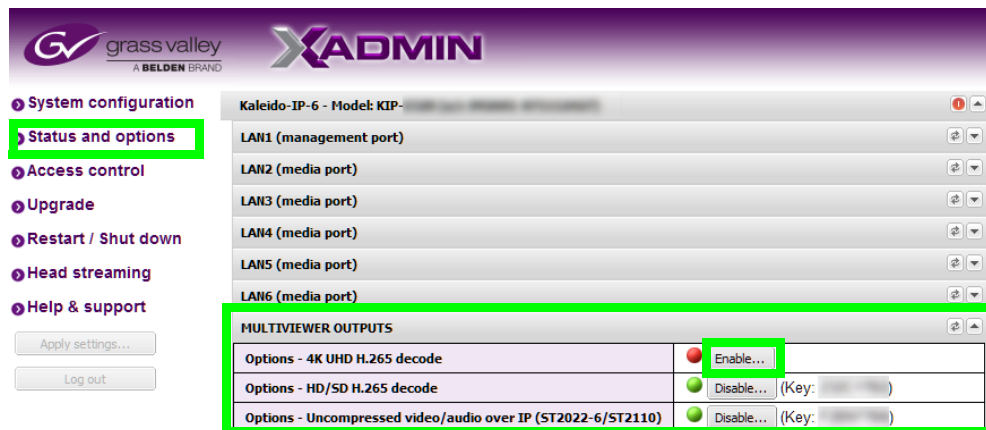 grass valley
A BELDEN BRAND
XADMIN
System configuration
Status and options
Access control
Upgrade
Restart / Shut down
Head streaming
Help & support
Apply settings...
Log out
Kaleido-IP-6 - Model: KIP-
LAN1 (management port)
LAN2 (media port)
LAN3 (media port)
LAN4 (media port)
LAN5 (media port)
LAN6 (media port)
MULTIVIEWER OUTPUTS
Options - 4K UHD H.265 decode Enable...
Options - HD/SD H.265 decode Disable... (Key: )
Options - Uncompressed video/audio over IP (ST2022-6/ST2110) Disable... (Key: )